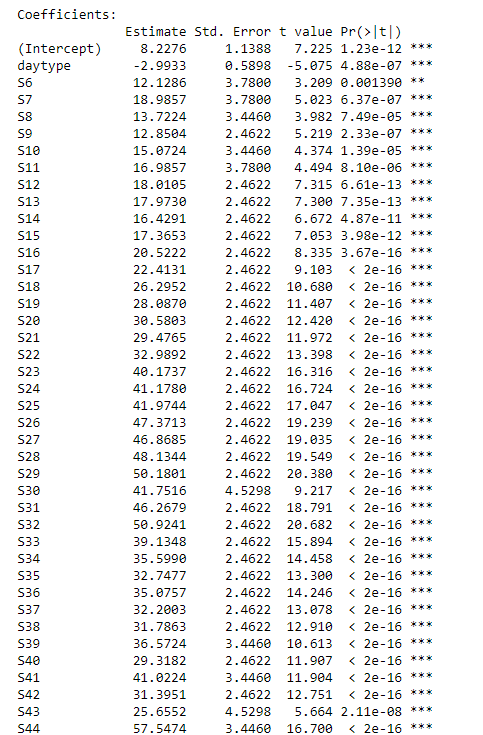 Coefficients:
            Estimate Std. Error t value Pr(>|t|)
(Intercept)   8.2276     1.1388   7.225 1.23e-12 ***
daytype      -2.9933     0.5898  -5.075 4.88e-07 ***
S6           12.1286     3.7800   3.209 0.001390 **
S7           18.9857     3.7800   5.023 6.37e-07 ***
S8           13.7224     3.4460   3.982 7.49e-05 ***
S9           12.8504     2.4622   5.219 2.33e-07 ***
S10          15.0724     3.4460   4.374 1.39e-05 ***
S11          16.9857     3.7800   4.494 8.10e-06 ***
S12          18.0105     2.4622   7.315 6.61e-13 ***
S13          17.9730     2.4622   7.300 7.35e-13 ***
S14          16.4291     2.4622   6.672 4.87e-11 ***
S15          17.3653     2.4622   7.053 3.98e-12 ***
S16          20.5222     2.4622   8.335 3.67e-16 ***
S17          22.4131     2.4622   9.103  < 2e-16 ***
S18          26.2952     2.4622  10.680  < 2e-16 ***
S19          28.0870     2.4622  11.407  < 2e-16 ***
S20          30.5803     2.4622  12.420  < 2e-16 ***
S21          29.4765     2.4622  11.972  < 2e-16 ***
S22          32.9892     2.4622  13.398  < 2e-16 ***
S23          40.1737     2.4622  16.316  < 2e-16 ***
S24          41.1780     2.4622  16.724  < 2e-16 ***
S25          41.9744     2.4622  17.047  < 2e-16 ***
S26          47.3713     2.4622  19.239  < 2e-16 ***
S27          46.8685     2.4622  19.035  < 2e-16 ***
S28          48.1344     2.4622  19.549  < 2e-16 ***
S29          50.1801     2.4622  20.380  < 2e-16 ***
S30          41.7516     4.5298   9.217  < 2e-16 ***
S31          46.2679     2.4622  18.791  < 2e-16 ***
S32          50.9241     2.4622  20.682  < 2e-16 ***
S33          39.1348     2.4622  15.894  < 2e-16 ***
S34          35.5990     2.4622  14.458  < 2e-16 ***
S35          32.7477     2.4622  13.300  < 2e-16 ***
S36          35.0757     2.4622  14.246  < 2e-16 ***
S37          32.2003     2.4622  13.078  < 2e-16 ***
S38          31.7863     2.4622  12.910  < 2e-16 ***
S39          36.5724     3.4460  10.613  < 2e-16 ***
S40          29.3182     2.4622  11.907  < 2e-16 ***
S41          41.0224     3.4460  11.904  < 2e-16 ***
S42          31.3951     2.4622  12.751  < 2e-16 ***
S43          25.6552     4.5298   5.664 2.11e-08 ***
S44          57.5474     3.4460  16.700  < 2e-16 ***